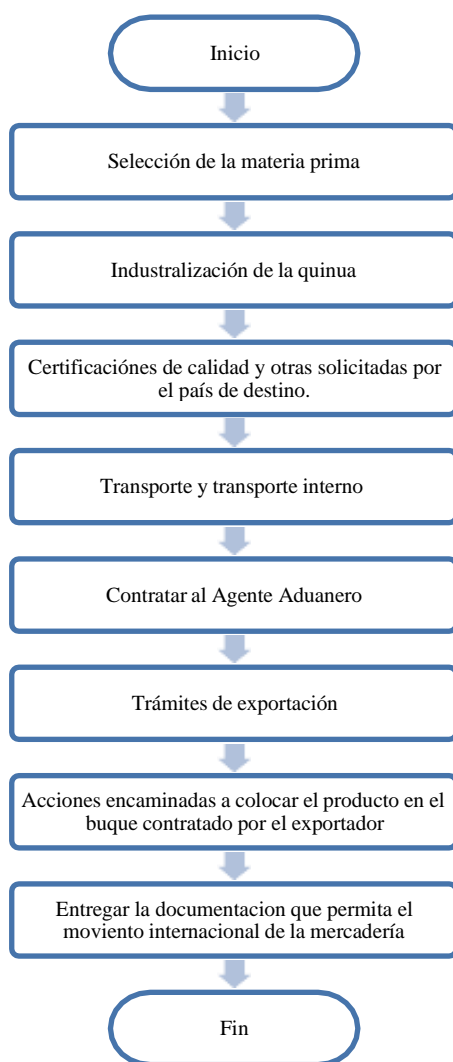 Inicio
Selección de la materia prima
Industralización de la quinua
Certificaciónes de calidad y otras solicitadas por
el país de destino.
Transporte y transporte interno
Contratar al Agente Aduanero
Trámites de exportación
Acciones encaminadas a colocar el producto en el
buque contratado por el exportador
Entregar la documentacion que permita el
moviento internacional de la mercadería
Fin